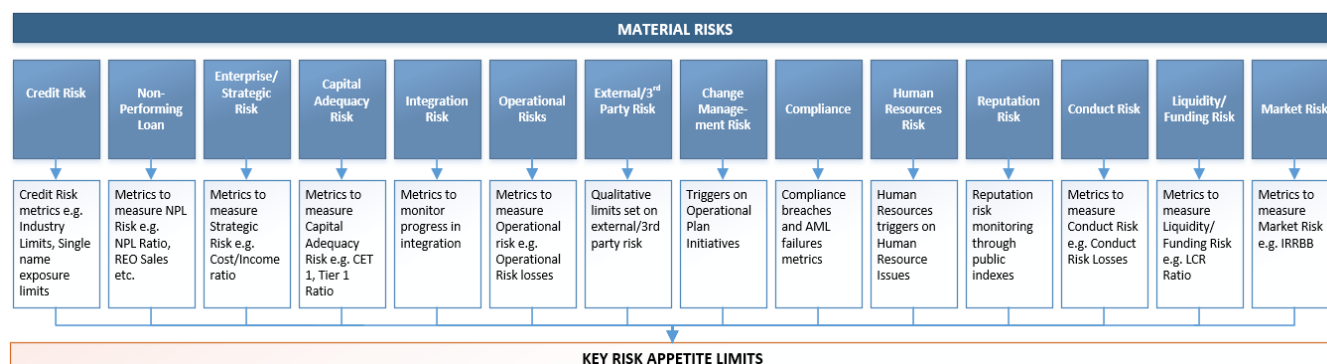 MATERIAL RISKS
Credit Risk
Non-
Performing
Loan
Enterprise/
Strategic
Risk
Capital
Adequacy
Risk
Integration
Risk
Operational
Risks
External/3rd
Party Risk
Change
Manage-
ment Risk
Compliance
Human
Resources
Risk
Reputation
Risk
Conduct Risk
Liquidity/
Funding Risk
Market Risk
Credit Risk
metrics e.g.
Industry
Limits, Single
name
exposure
limits
Metrics to
measure NPL
Risk e.g.
NPL Ratio,
REO Sales
etc.
Metrics to
measure
Strategic
Risk e.g.
Cost/Income
ratio
Metrics to
measure
Capital
Adequacy
Risk e.g. CET
1, Tier 1
Ratio
Metrics to
monitor
progress in
integration
Metrics to
measure
Operational
risk e.g.
Operational
Risk losses
Qualitative
limits set on
external/3rd
party risk
Triggers on
Operational
Plan
Initiatives
Compliance
breaches
and AML
failures
metrics
Human
Resources
triggers on
Human
Resource
Issues
Reputation
risk
monitoring
through
public
indexes
Metrics to
measure
Conduct Risk
e.g. Conduct
Risk Losses
Metrics to
measure
Liquidity/
Funding Risk
e.g. LCR
Ratio
Metrics to
measure
Market Risk
e.g. IRRBB
KEY RISK APPETITE LIMITS